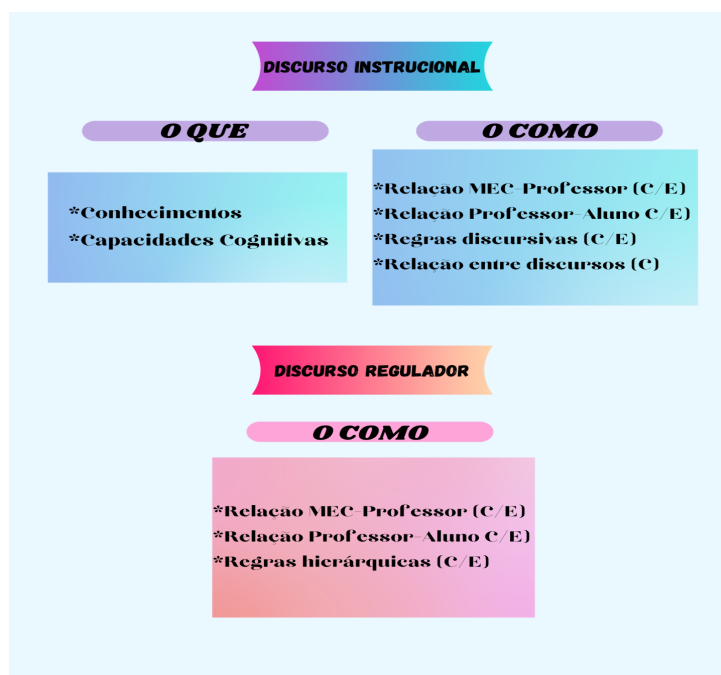 DISCURSO INSTRUCIONAL
O QUE
*Conhecimentos
*Capacidades Cognitivas
O COMO
*Relação MEC-Professor (C/E)
*Relação Professor-Aluno C/E)
*Regras discursivas (C/E)
*Relação entre discursos (C)
DISCURSO REGULADOR
O COMO
*Relação MEC-Professor (C/E)
*Relação Professor-Aluno C/E)
*Regras hierárquicas (C/E)